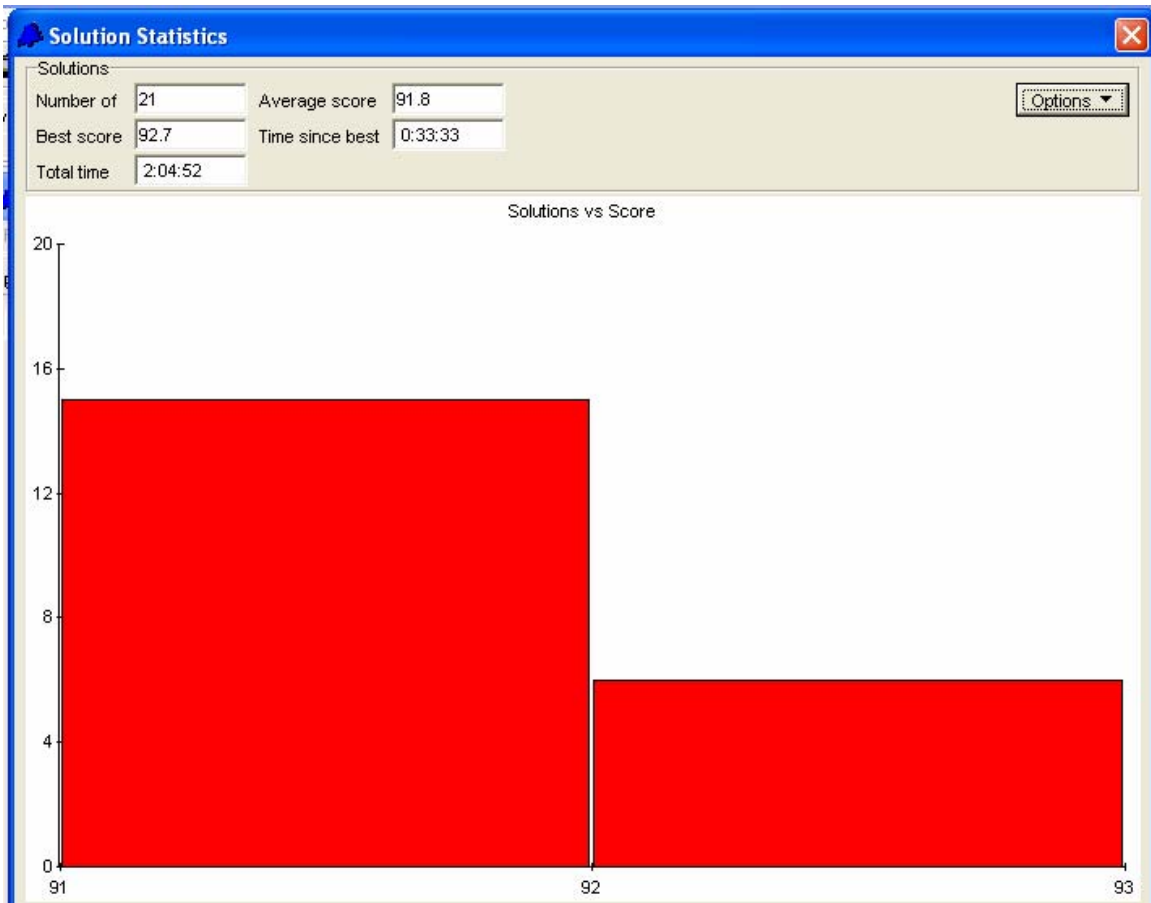 Solution Statistics
Solutions
Number of 21 Average score 91.8 Options
Best score 92.7 Time since best 0:33:33
Total time 2:04:52
Solutions vs Score
20
16
12
8
4
0
91 92 93